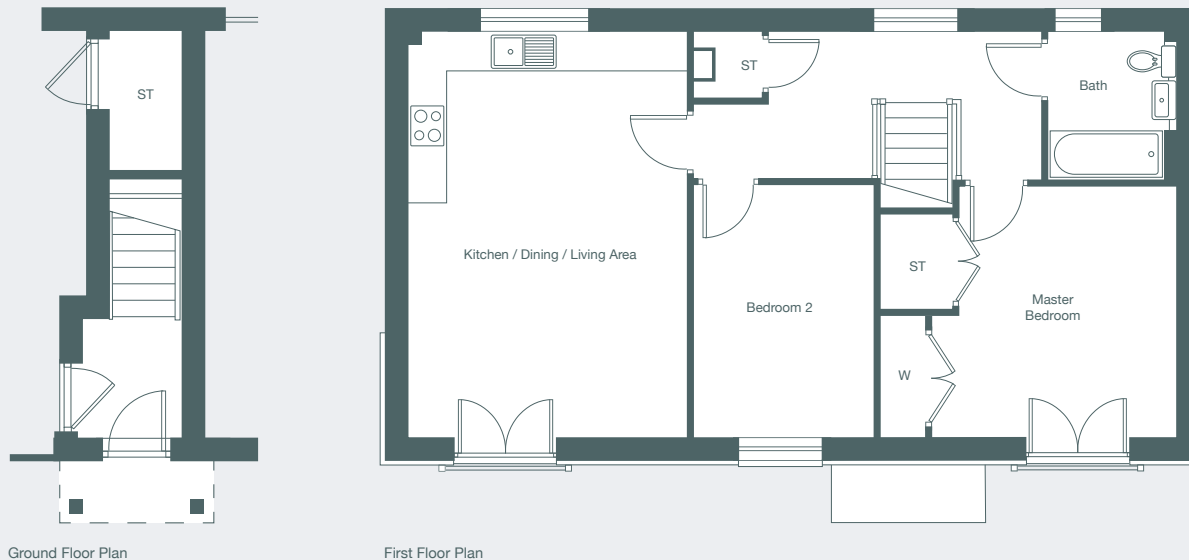 ST
Ground Floor Plan
ST
Bath
Kitchen / Dining / Living Area
ST
Bedroom 2
Master
Bedroom
W
First Floor Plan